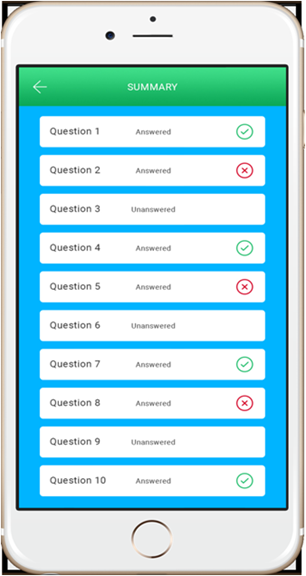 SUMMARY
Question 1 Answered
Question 2 Answered
Question 3 Unanswered
Question 4 Answered
Question 5 Answered
Question 6 Unanswered
Question 7 Answered
Question 8 Answered
Question 9 Unanswered
Question 10 Answered